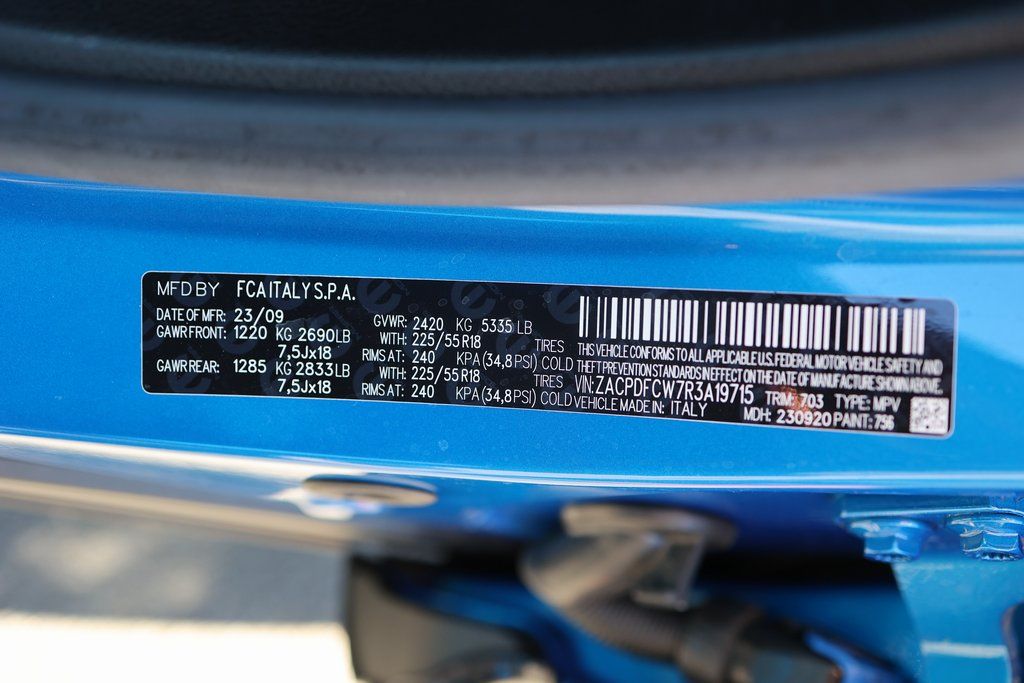 MFD BY FCA ITALY S.P.A.
DATE OF MFR: 23/09
GAWR FRONT: 1220 KG 2690LB
7,5Jx18
GAWR REAR: 1285 KG 2833LB
7,5Jx18
GVWR: 2420 KG 5335 LB
WITH: 225/55 R18 TIRES
RIMS AT: 240 KPA (34,8 PSI) COLD
WITH: 225/55 R18 TIRES
RIMS AT: 240 KPA (34,8 PSI) COLD
THIS VEHICLE CONFORMS TO ALL APPLICABLE U.S. FEDERAL MOTOR VEHICLE SAFETY AND
THEFT PREVENTION STANDARDS IN EFFECT ON THE DATE OF MANUFACTURE SHOWN ABOVE.
VIN: ZACPDFCW7R3A19715 TRIM: 703 TYPE: MPV
VEHICLE MADE IN: ITALY MDH: 230920 PAINT: 756